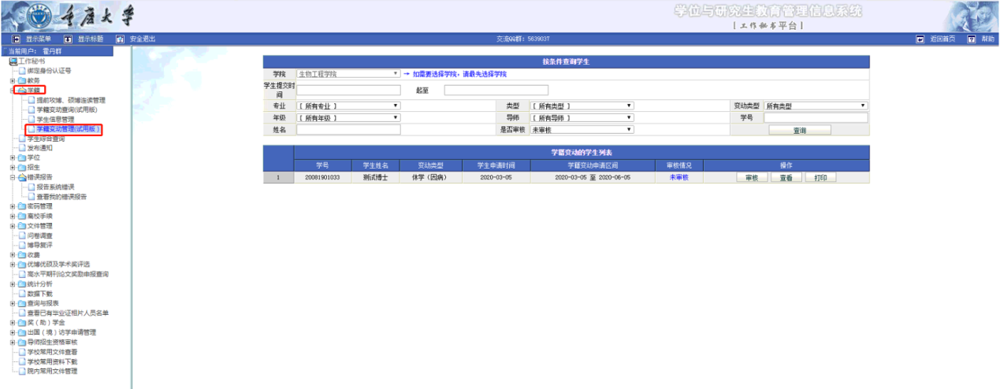 重庆大学
学位与研究生教育管理信息系统
|工作秘书平台|
显示菜单 显示标题 安全退出 交流QQ群: 5639037 返回首页 帮助
当前用户: 霍丹群
工作秘书
绑定身份认证号
教务
学籍
提前攻博、硕博连读管理
学籍变动查询(试用版)
学生信息管理
学籍变动管理(试用版)
学生综合查询
发布通知
学位
招生
错误报告
报告系统错误
查看我的错误报告
密码管理
离校手续
文件管理
问卷调查
博导复评
收费
优博优硕及学术奖评选
高水平期刊论文奖励申报查询
统计分析
数据下载
查询与报表
查看已有毕业证相片人员名单
奖(助)学金
出国(境)访学申请管理
导师招生资格审核
学校常用文件查看
学校常用资料下载
院内常用文件管理
按条件查询学生
学院 生物工程学院 → 如需要选择学院,请最先选择学院
学生提交时间 起至
专业 [ 所有专业 ] 类型 [ 所有类型 ] 变动类型 所有类型
年级 [ 所有年级 ] 导师 [ 所有导师 ] 学号
姓名 是否审核 未审核 查询
学籍变动的学生列表
学号 学生姓名 变动类型 学生申请时间 学籍变动申请区间 审核情况 操作
1 20081901033 测试博士 休学(因病) 2020-03-05 2020-03-05 至 2020-06-05 未审核 审核 查看 打印